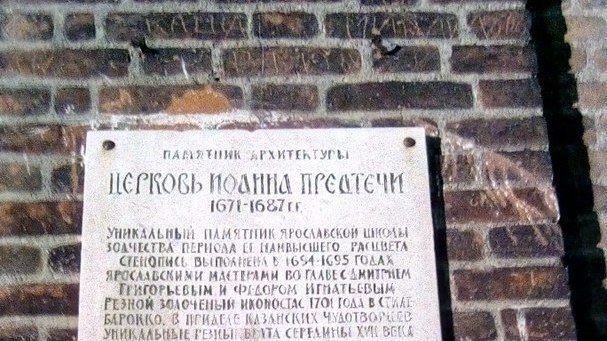 ПАМЯТНИК АРХИТЕКТУРЫ
ЦЕРКОВЬ ИОАННА ПРЕДТЕЧИ
1671-1687 ГГ.
УНИКАЛЬНЫЙ ПАМЯТНИК ЯРОСЛАВСКОЙ ШКОЛЫ
ЗОДЧЕСТВА ПЕРИОДА ЕЕ НАИВЫСШЕГО РАСЦВЕТА
СТЕНОПИСЬ ВЫПОЛНЕНА В 1694-1695 ГОДАХ
ЯРОСЛАВСКИМИ МАСТЕРАМИ ВО ГЛАВЕ С ДМИТРИЕМ
ГРИГОРЬЕВЫМ И ФЕДОРОМ ИГНАТЬЕВЫМ
РЕЗНОЙ ЗОЛОЧЕНЫЙ ИКОНОСТАС 1701 ГОДА В СТИЛЕ
БАРОККО, В ПРИДЕЛЕ КАЗАНСКИХ ЧУДОТВОРЦЕВ
УНИКАЛЬНЫЕ РЕЗНЫЕ ВРАТА СЕРЕДИНЫ XVII ВЕКА